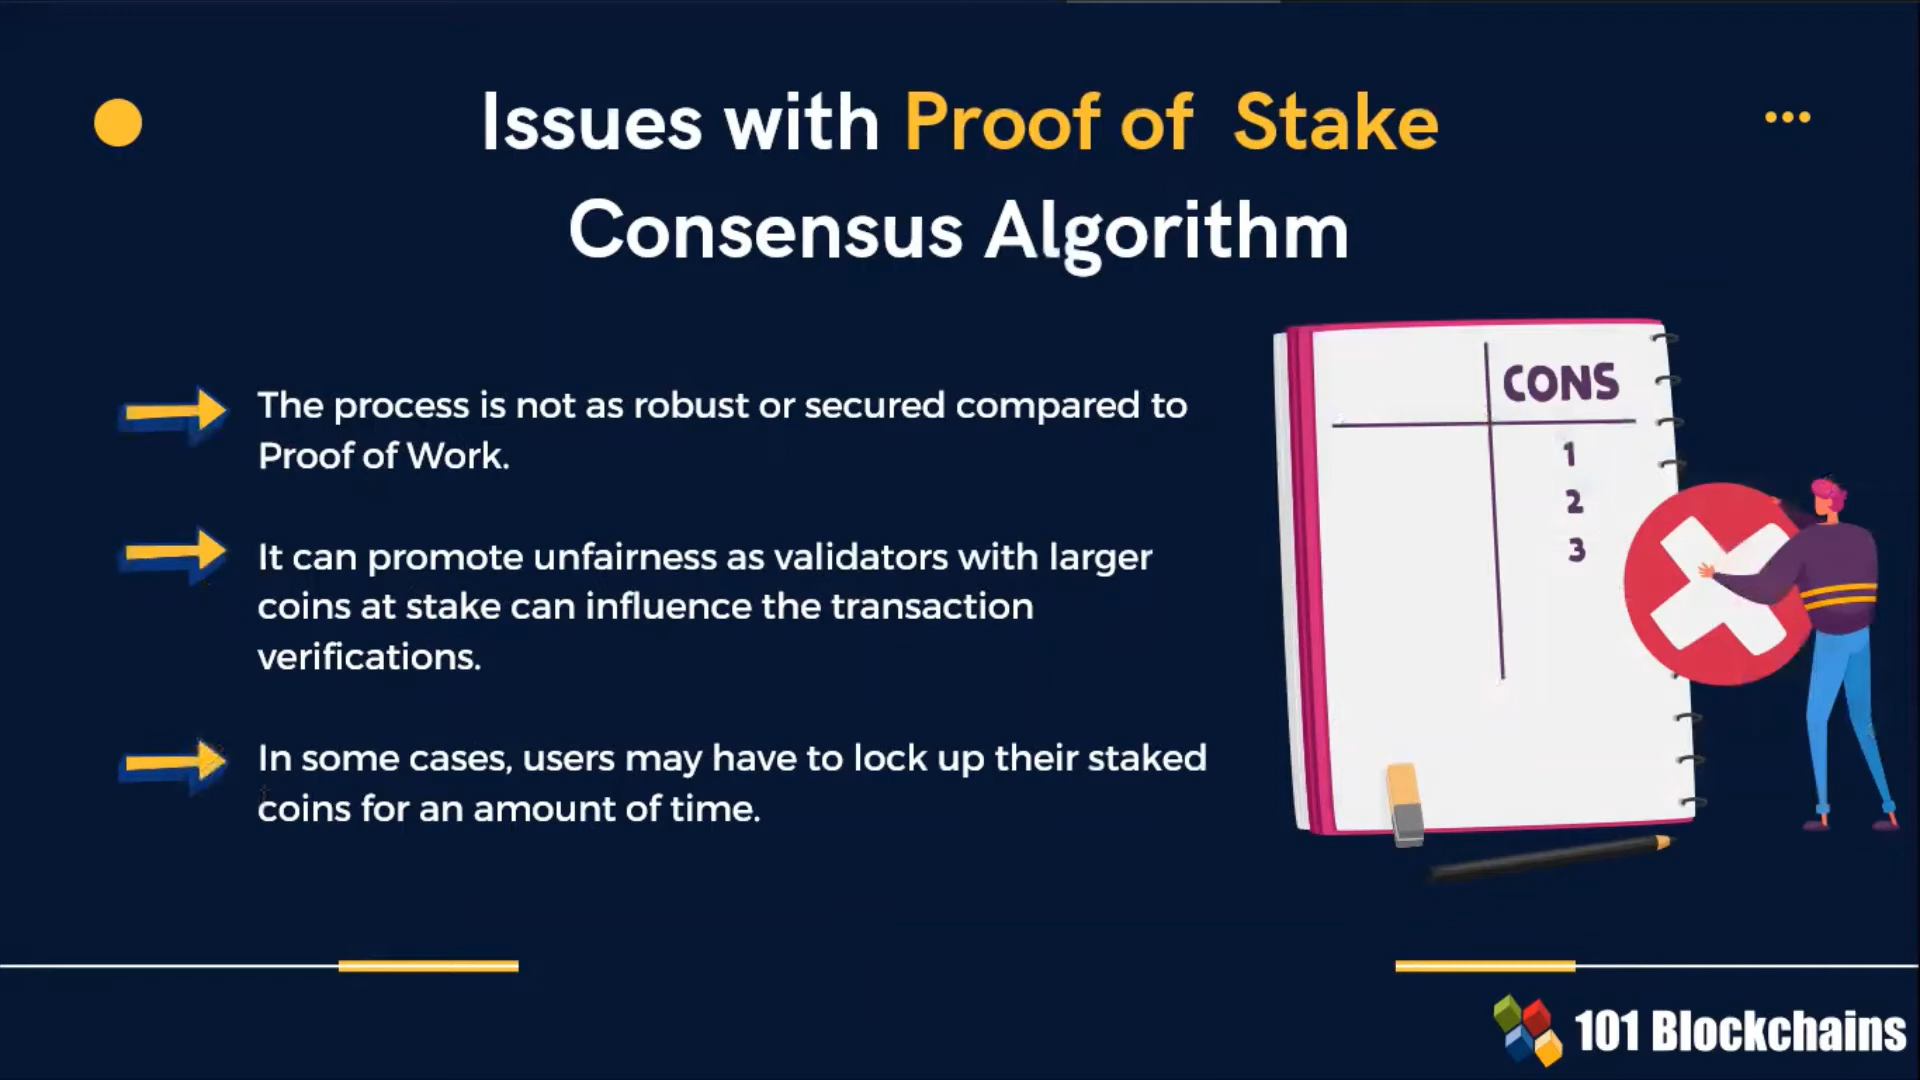 Issues with Proof of Stake
Consensus Algorithm
The process is not as robust or secured compared to
Proof of Work.
It can promote unfairness as validators with larger
coins at stake can influence the transaction
verifications.
In some cases, users may have to lock up their staked
coins for an amount of time.
CONS
1
2
3
101 Blockchains